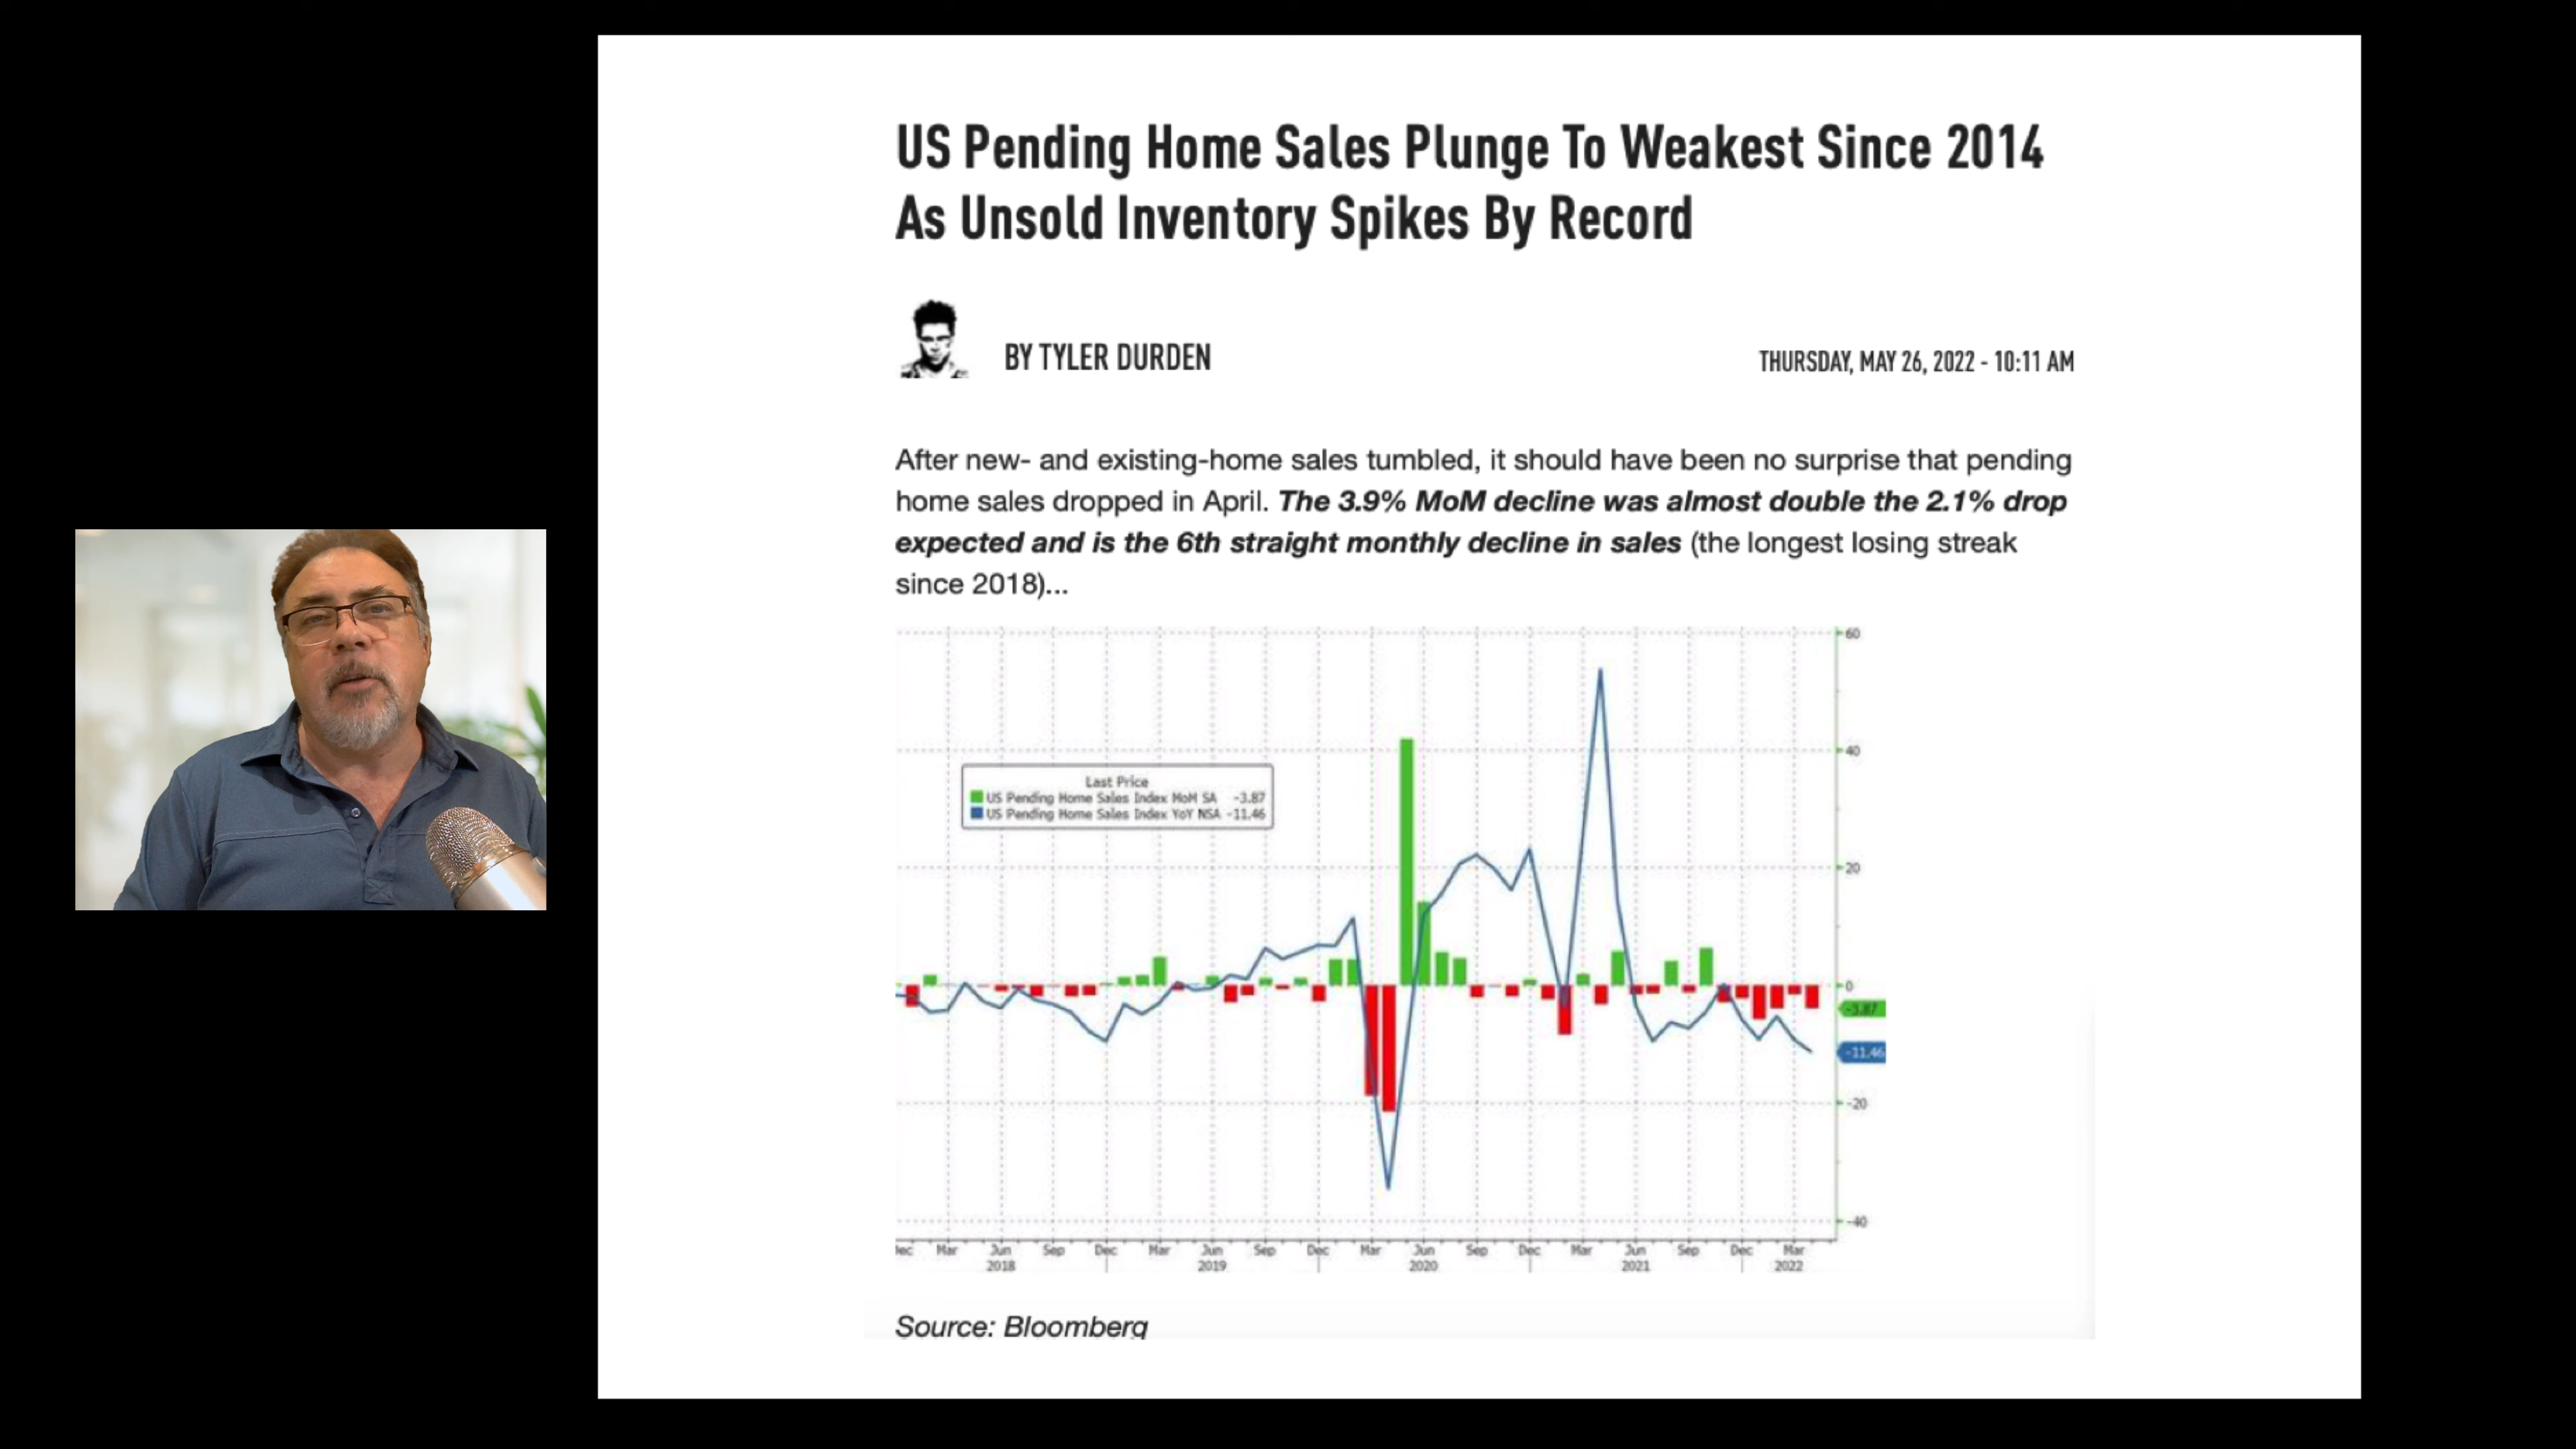 US Pending Home Sales Plunge To Weakest Since 2014
As Unsold Inventory Spikes By Record
BY TYLER DURDEN
THURSDAY, MAY 26, 2022 - 10:11 AM
After new- and existing-home sales tumbled, it should have been no surprise that pending
home sales dropped in April. The 3.9% MoM decline was almost double the 2.1% drop
expected and is the 6th straight monthly decline in sales (the longest losing streak
since 2018)...
60
40
Last Price
US Pending Home Sales Index MoM SA -3.87
US Pending Home Sales Index YoY NSA -11.46
20
0
-3.87
-11.46
-20
-40
Mar Jun Sep Dec Mar Jun Sep Dec Mar Jun Sep Dec Mar Jun Sep Dec Mar
2018 2019 2020 2021 2022
Source: Bloomberg